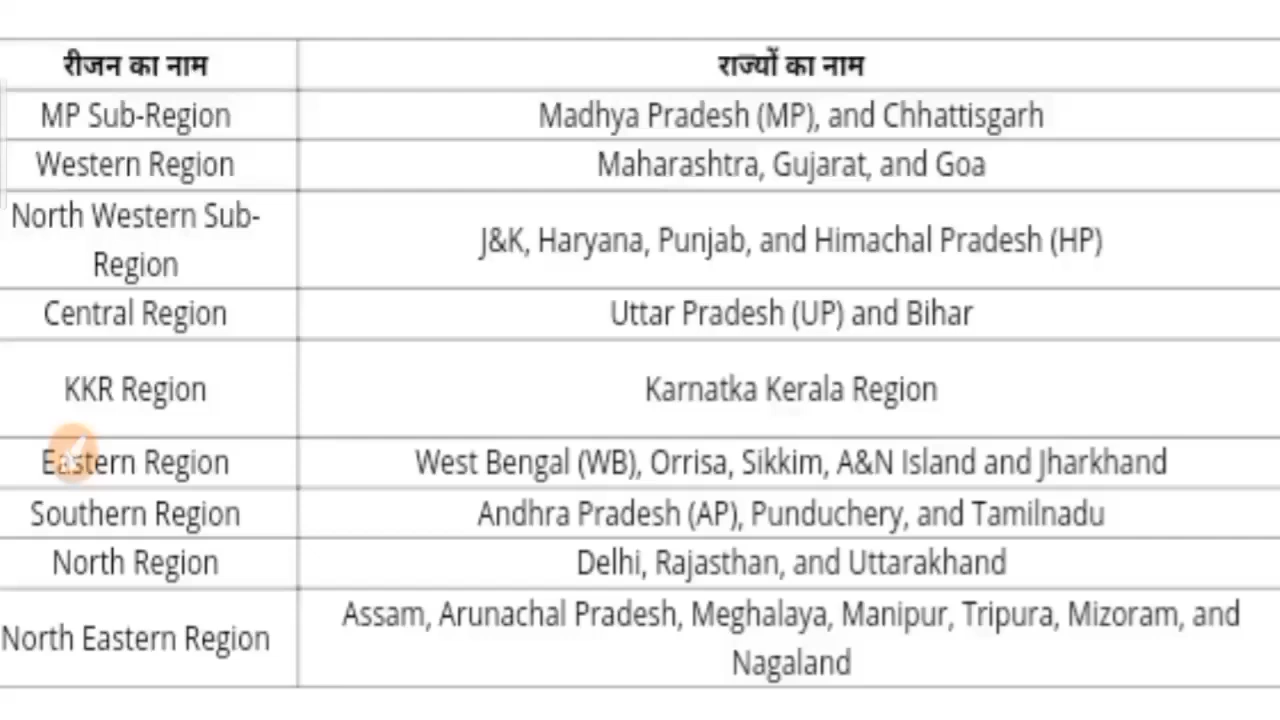 रीजन का नाम राज्यों का नाम
MP Sub-Region Madhya Pradesh (MP), and Chhattisgarh
Western Region Maharashtra, Gujarat, and Goa
North Western Sub-
Region
J&K, Haryana, Punjab, and Himachal Pradesh (HP)
Central Region Uttar Pradesh (UP) and Bihar
KKR Region Karnatka Kerala Region
Eastern Region West Bengal (WB), Orrisa, Sikkim, A&N Island and Jharkhand
Southern Region Andhra Pradesh (AP), Punduchery, and Tamilnadu
North Region Delhi, Rajasthan, and Uttarakhand
North Eastern Region
Assam, Arunachal Pradesh, Meghalaya, Manipur, Tripura, Mizoram, and
Nagaland